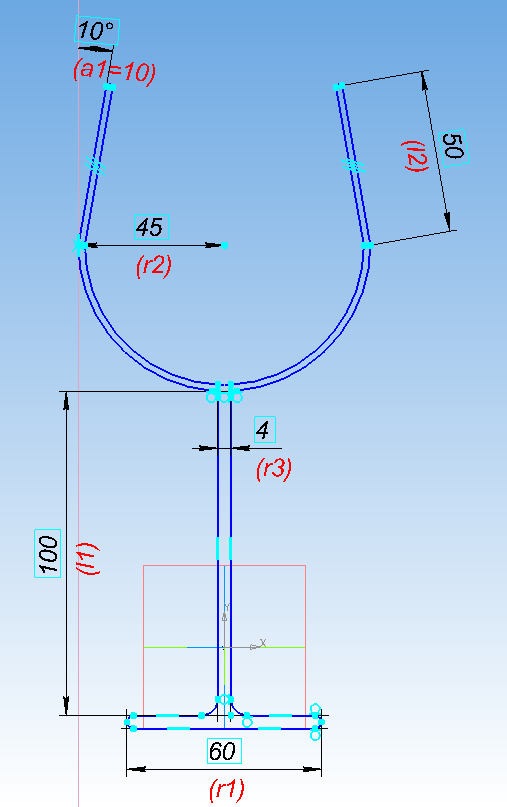 10°
(a1=10)
50
(l2)
45
(r2)
4
(r3)
100
(l1)
Y
X
60
(r1)